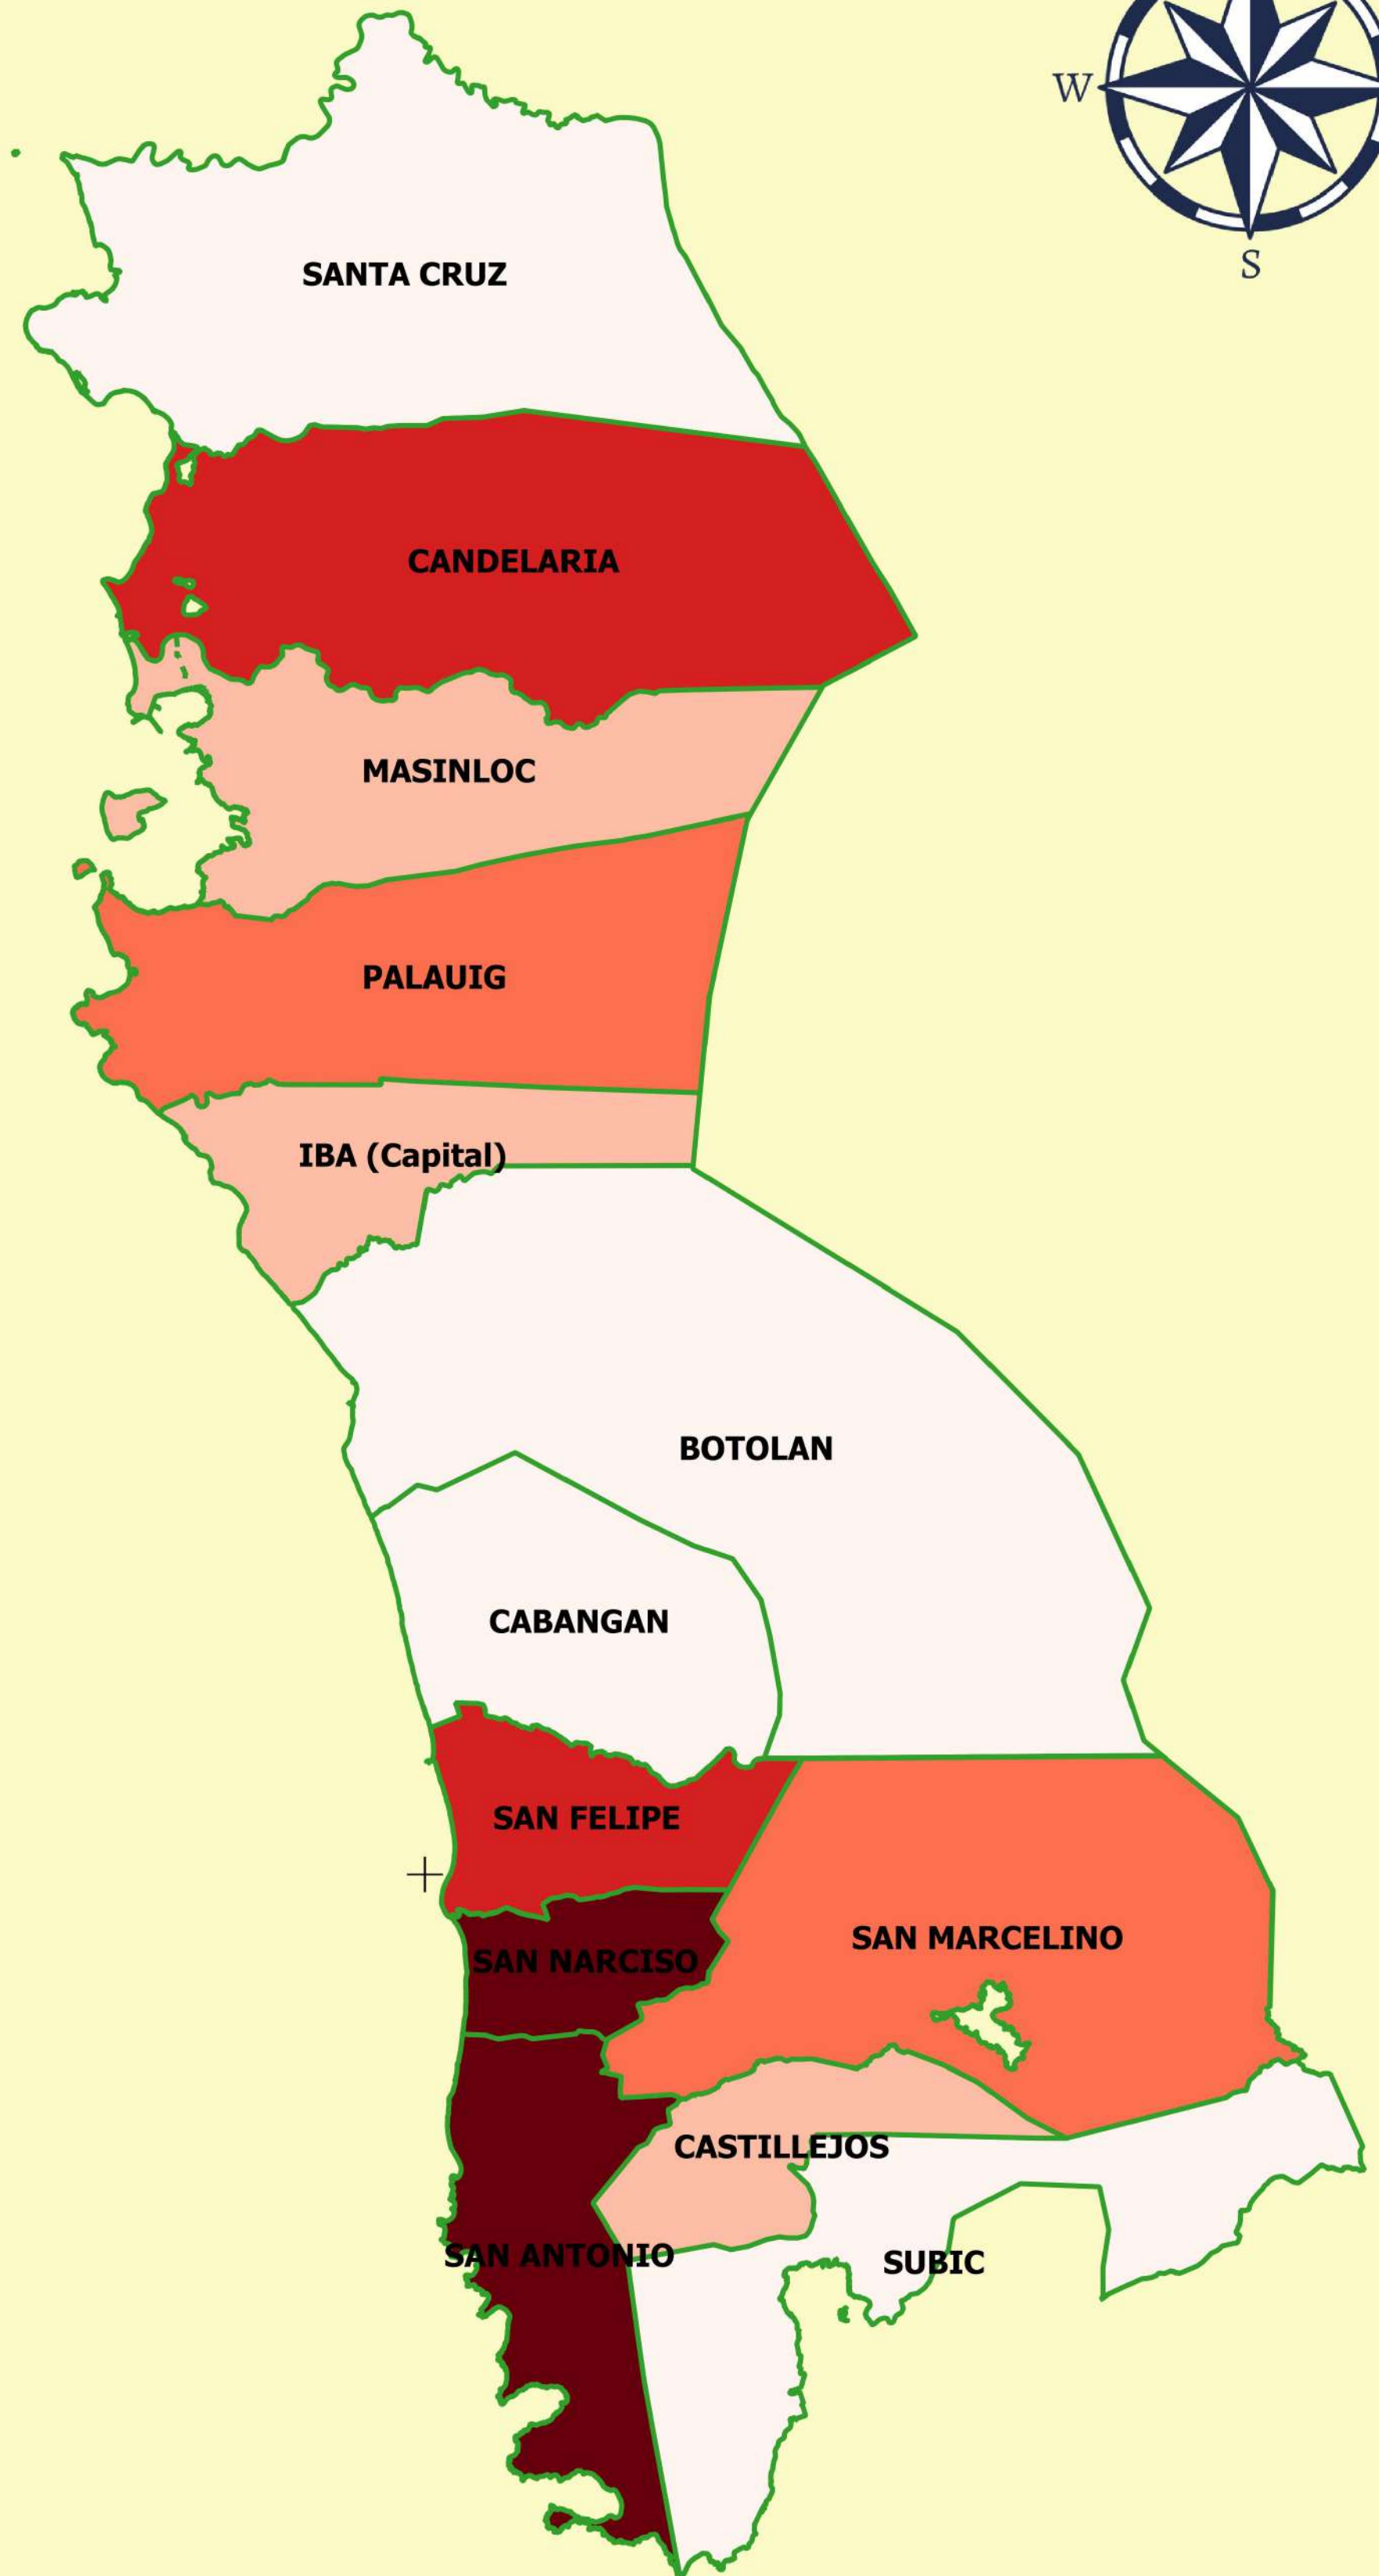 W
S
SANTA CRUZ
CANDELARIA
MASINLOC
PALAUIG
IBA (Capital)
BOTOLAN
CABANGAN
SAN FELIPE
SAN MARCELINO
SAN NARCISO
CASTILLEJOS
SAN ANTONIO
SUBIC